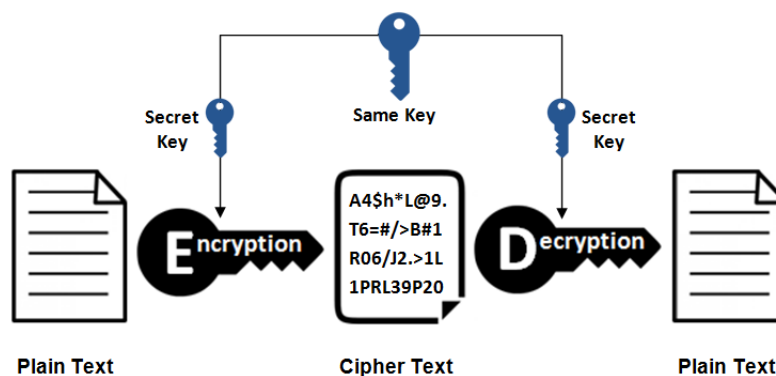 Secret
Key
Same Key
Secret
Key
Encryption
A4$h*L@9.
T6=#/>B#1
R06/J2.>1L
1PRL39P20
Decryption
Plain Text
Cipher Text
Plain Text